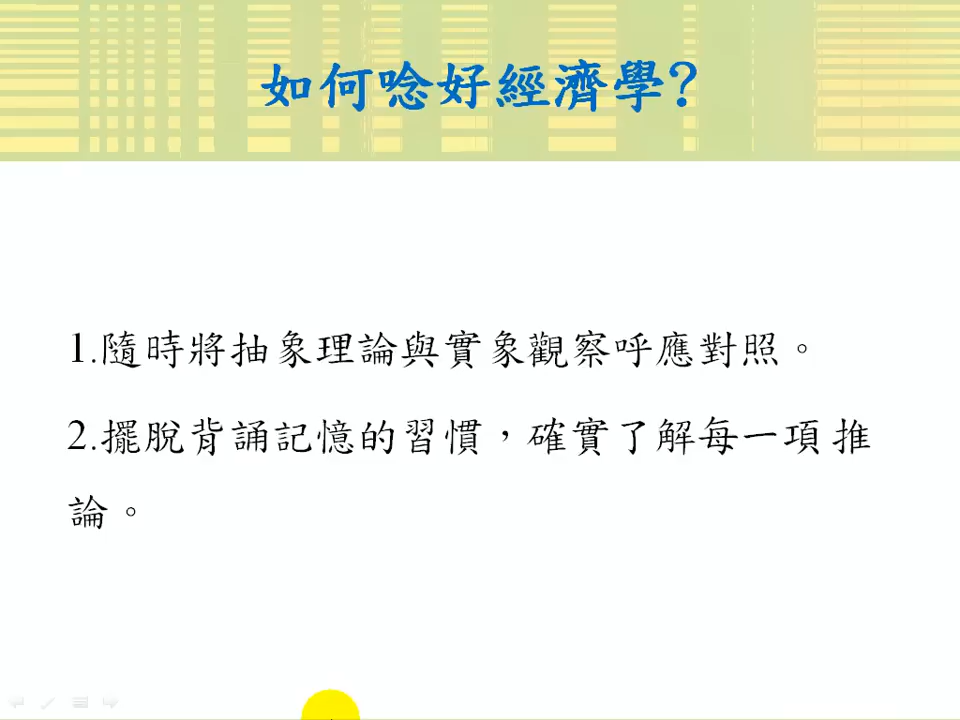 如何唸好經濟學?
1.隨時將抽象理論與實象觀察呼應對照。
2.擺脫背誦記憶的習慣，確實了解每一項推
論。